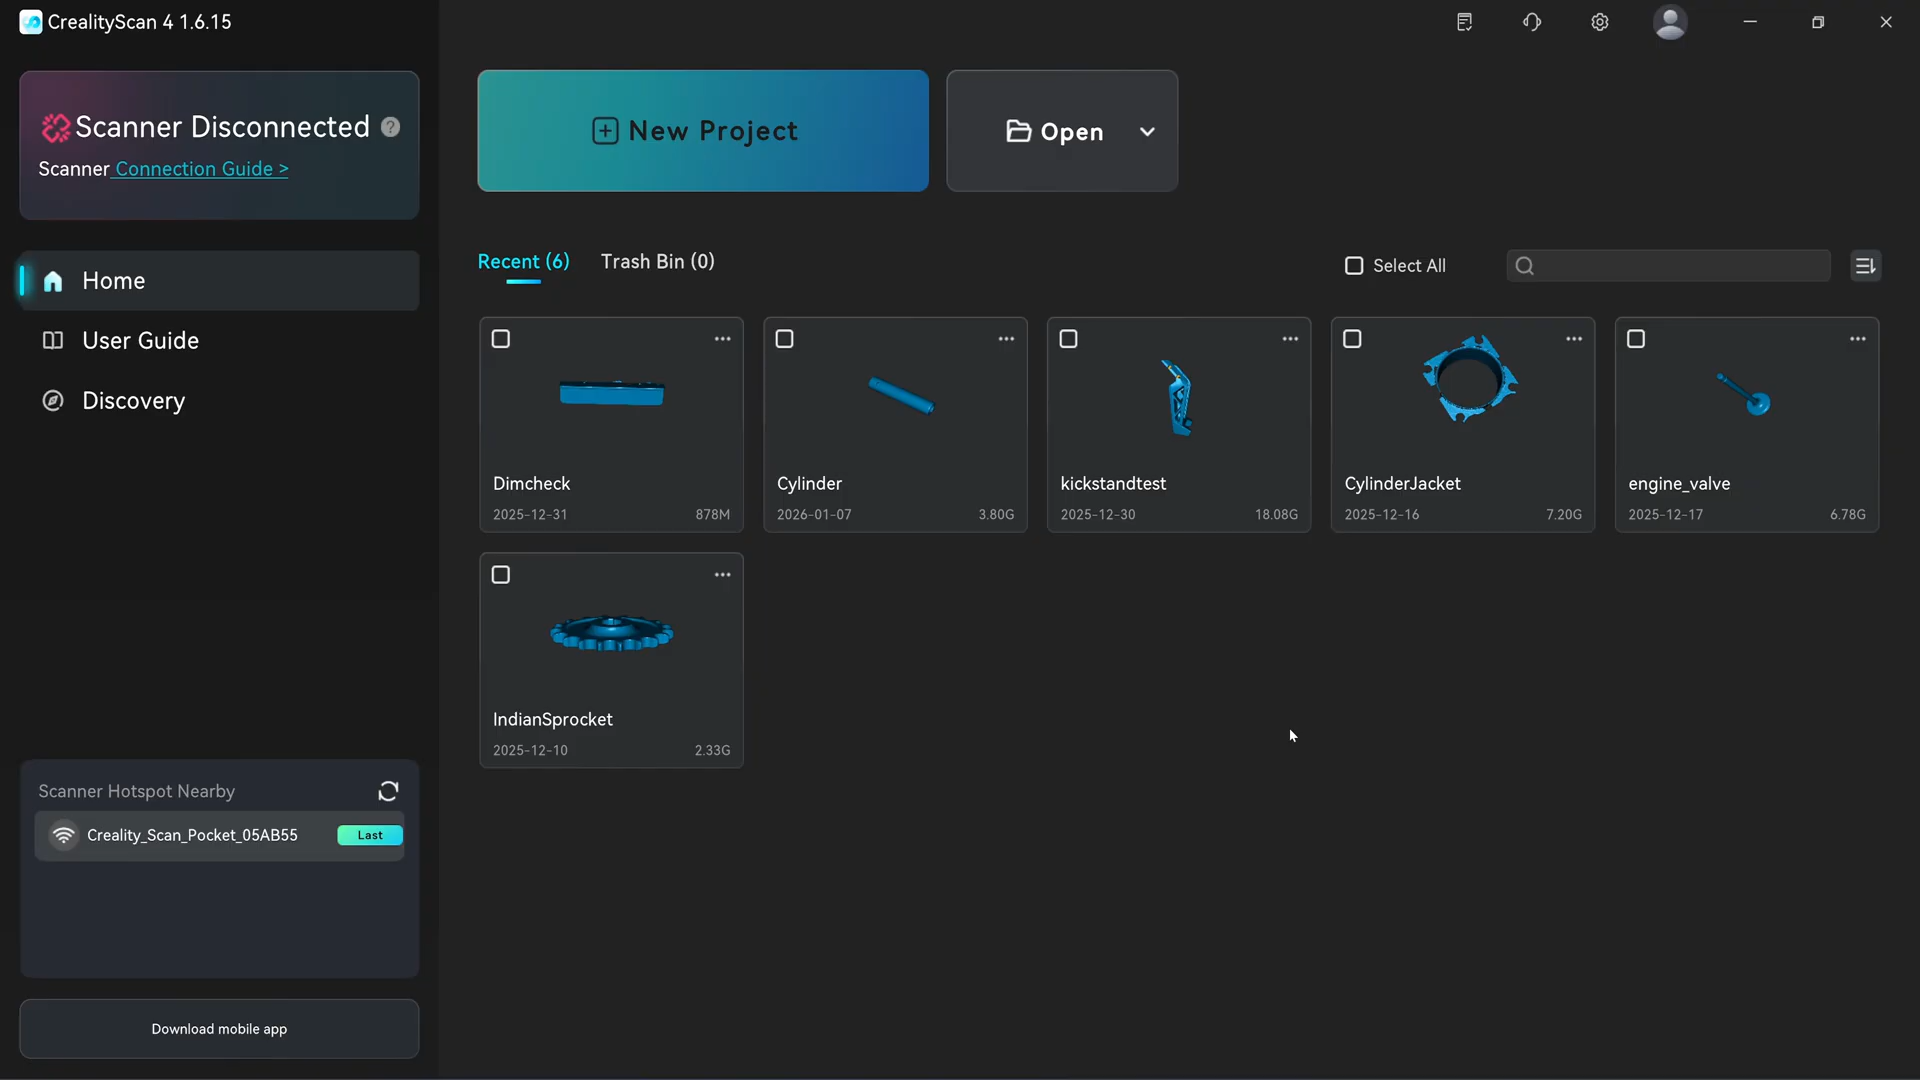 CrealityScan 4 1.6.15
Scanner Disconnected
Scanner Connection Guide >
Home
User Guide
Discovery
Scanner Hotspot Nearby
Creality_Scan_Pocket_05AB55
Last
Download mobile app
New Project
Open
Recent (6)
Trash Bin (0)
Select All
Dimcheck
2025-12-31 878M
Cylinder
2026-01-07 3.80G
kickstandtest
2025-12-30 18.08G
CylinderJacket
2025-12-16 7.20G
engine_valve
2025-12-17 6.78G
IndianSprocket
2025-12-10 2.33G